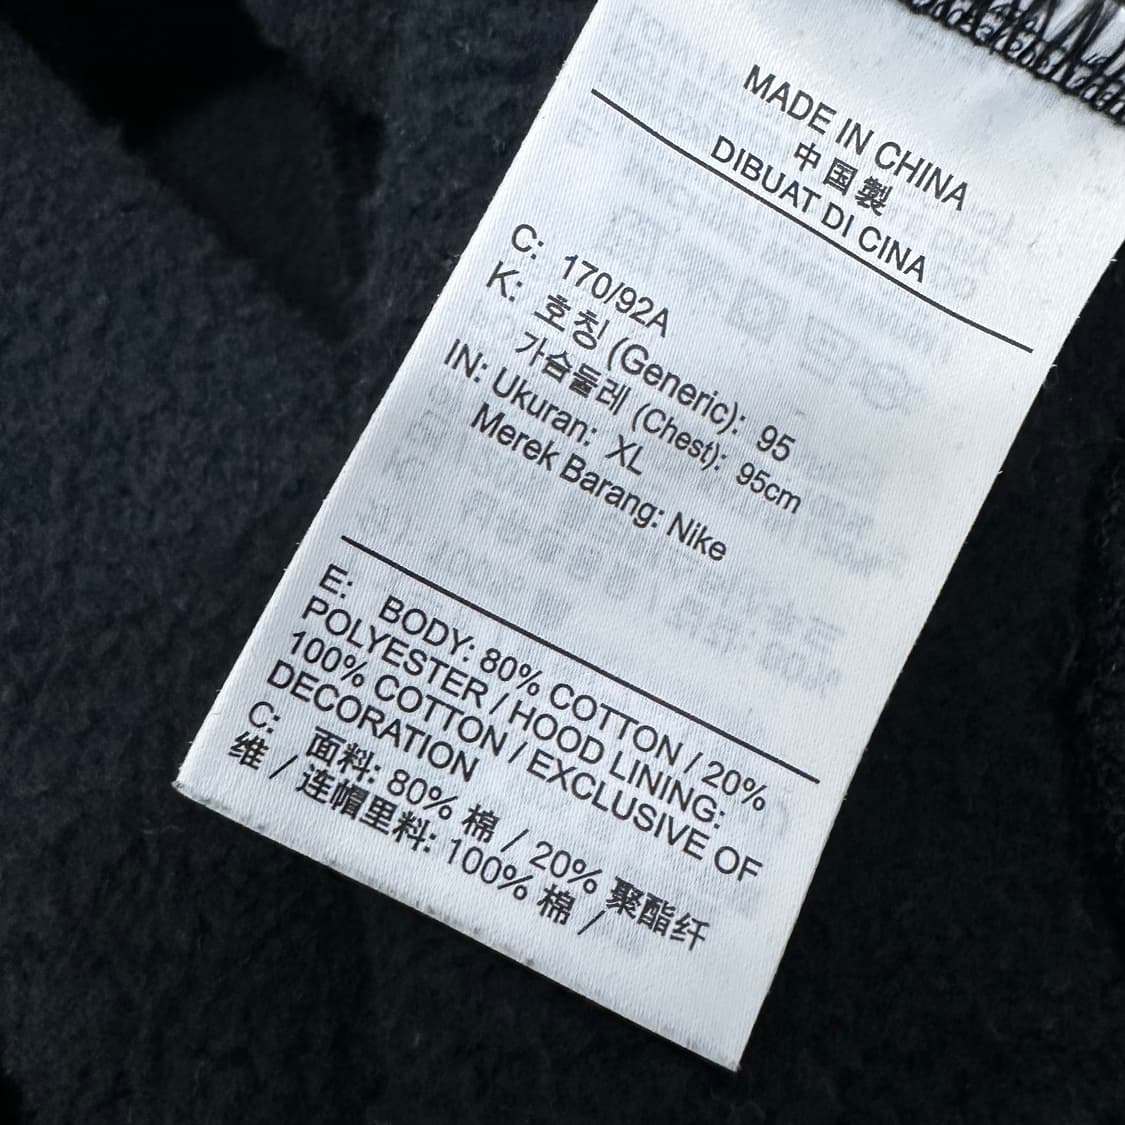 MADE IN CHINA
中国製
DIBUAT DI CINA
C: 170/92A
K: 호칭 (Generic): 95
가슴둘레 (Chest): 95cm
IN: Ukuran: XL
Merek Barang: Nike
E: BODY: 80% COTTON / 20%
POLYESTER / HOOD LINING:
100% COTTON / EXCLUSIVE OF
DECORATION
C: 面料: 80% 棉 / 20% 聚酯纤
维 / 连帽里料: 100% 棉 /